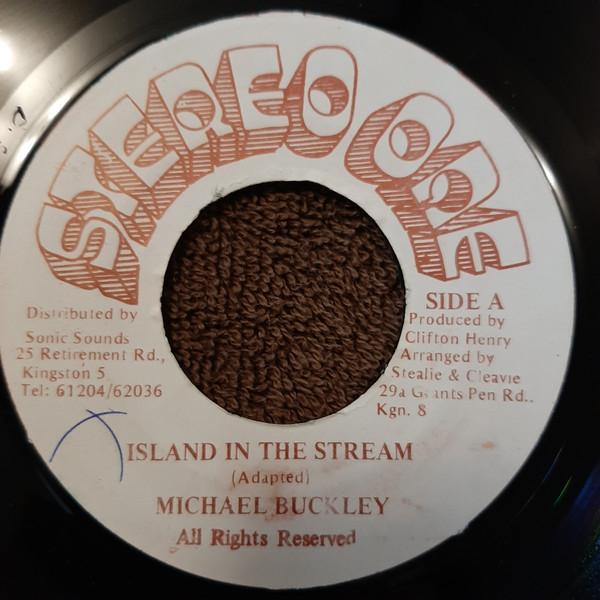 STEREO ONE
Distributed by
Sonic Sounds
25 Retirement Rd.,
Kingston 5
Tel: 61204/62036
SIDE A
Produced by
Clifton Henry
Arranged by
Stealie & Cleavie
29a Grants Pen Rd..
Kgn. 8
ISLAND IN THE STREAM
(Adapted)
MICHAEL BUCKLEY
All Rights Reserved